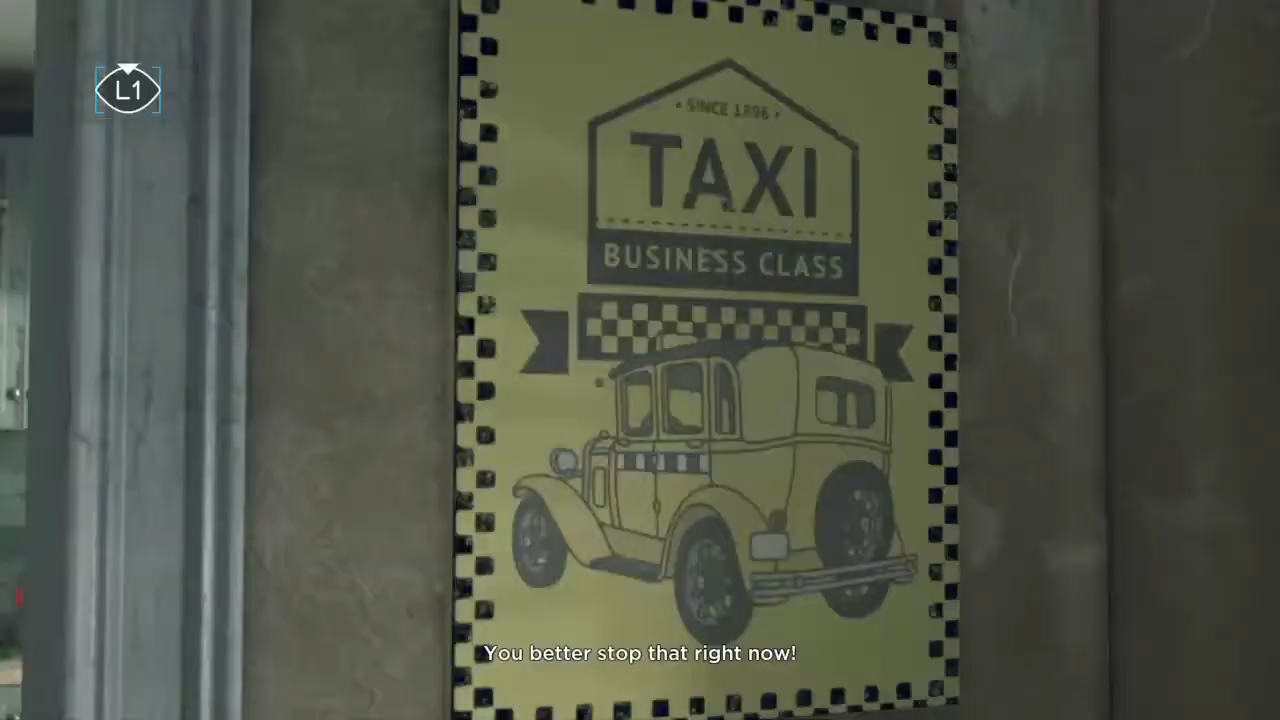 L1
• SINCE 1896 •
TAXI
BUSINESS CLASS
You better stop that right now!